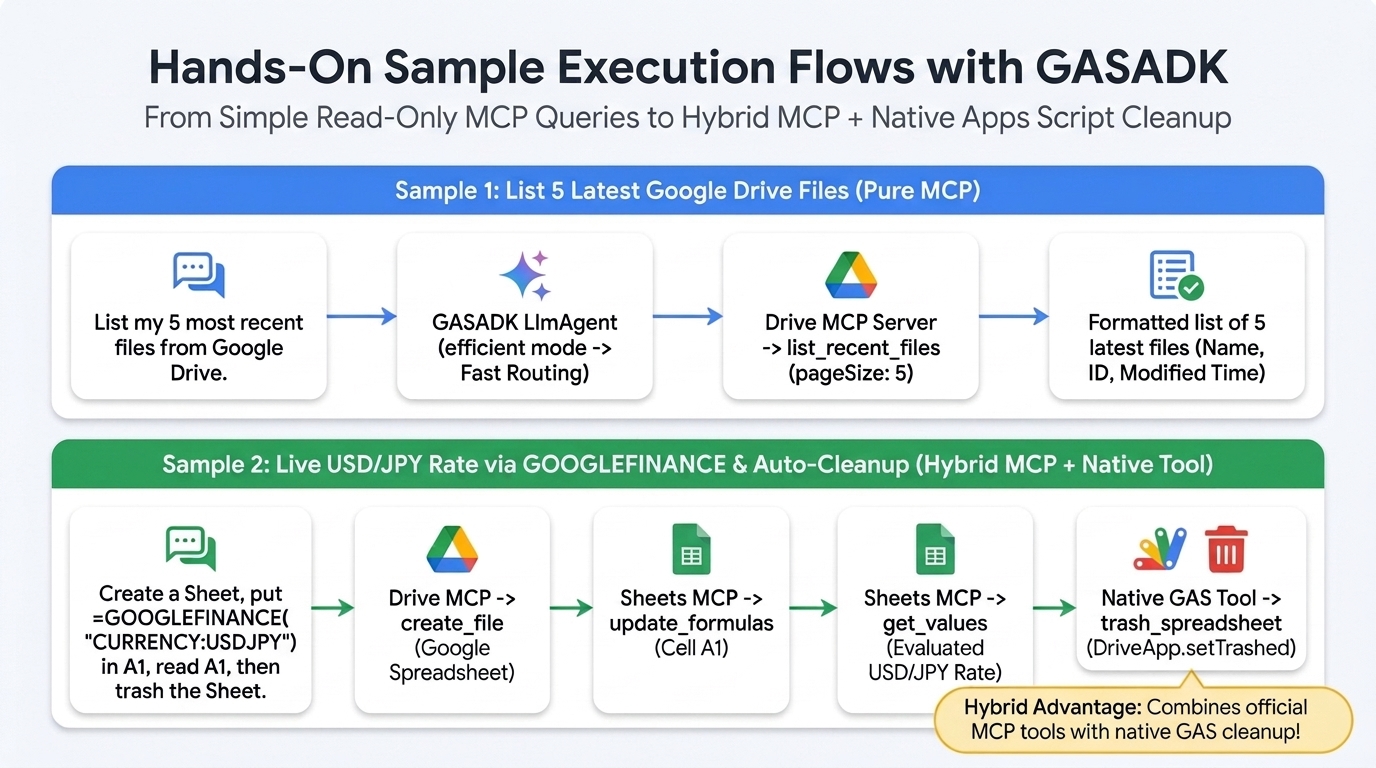 Hands-On Sample Execution Flows with GASADK
From Simple Read-Only MCP Queries to Hybrid MCP + Native Apps Script Cleanup
Sample 1: List 5 Latest Google Drive Files (Pure MCP)
List my 5 most recent
files from Google
Drive.
GASADK LlmAgent
(efficient mode ->
Fast Routing)
Drive MCP Server
-> list_recent_files
(pageSize: 5)
Formatted list of 5
latest files (Name,
ID, Modified Time)
Sample 2: Live USD/JPY Rate via GOOGLEFINANCE & Auto-Cleanup (Hybrid MCP + Native Tool)
Create a Sheet, put
=GOOGLEFINANCE(
"CURRENCY:USDJPY")
in A1, read A1, then
trash the Sheet.
Drive MCP ->
create_file
(Google
Spreadsheet)
Sheets MCP ->
update_formulas
(Cell A1)
Sheets MCP ->
get_values
(Evaluated
USD/JPY Rate)
Native GAS Tool ->
trash_spreadsheet
(DriveApp.setTrashed)
Hybrid Advantage: Combines official
MCP tools with native GAS cleanup!